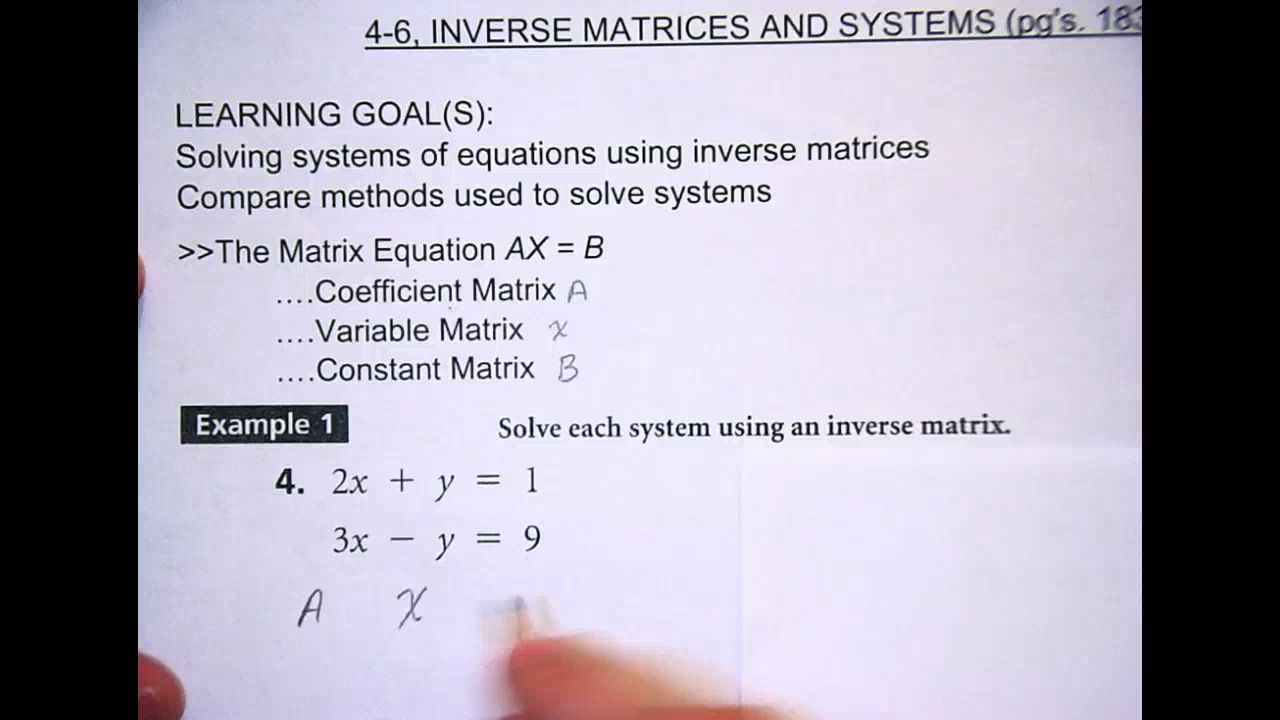 4-6, INVERSE MATRICES AND SYSTEMS (pg's. 183
LEARNING GOAL(S):
Solving systems of equations using inverse matrices
Compare methods used to solve systems
>>The Matrix Equation AX = B
....Coefficient Matrix A
....Variable Matrix X
....Constant Matrix B
Example 1 Solve each system using an inverse matrix.
4. 2x + y = 1
3x − y = 9
A X